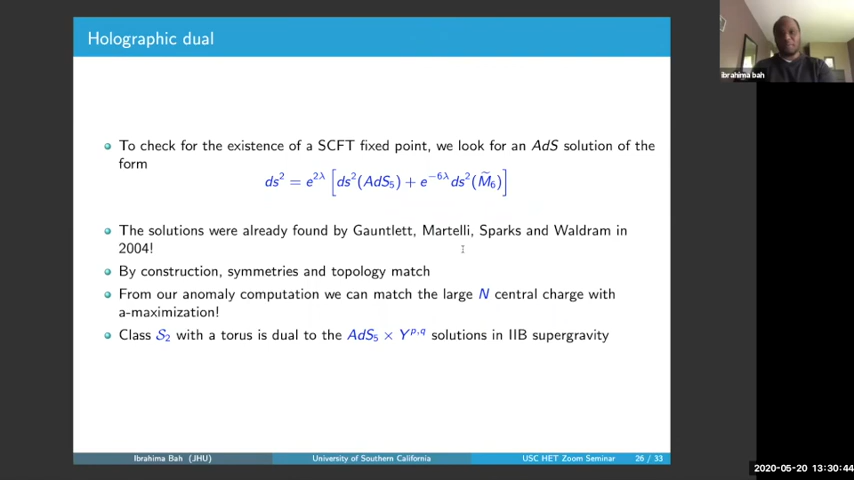 Holographic dual
ibrahima bah
To check for the existence of a SCFT fixed point, we look for an AdS solution of the
form
ds² = e^{2λ} [ds²(AdS₅) + e^{−6λ}ds²(M̃₆)]
The solutions were already found by Gauntlett, Martelli, Sparks and Waldram in
2004!
By construction, symmetries and topology match
From our anomaly computation we can match the large N central charge with
a-maximization!
Class 𝒮₂ with a torus is dual to the AdS₅ × Y^{p,q} solutions in IIB supergravity
Ibrahima Bah (JHU) University of Southern California USC HET Zoom Seminar 26 / 33
2020-05-20 13:30:44